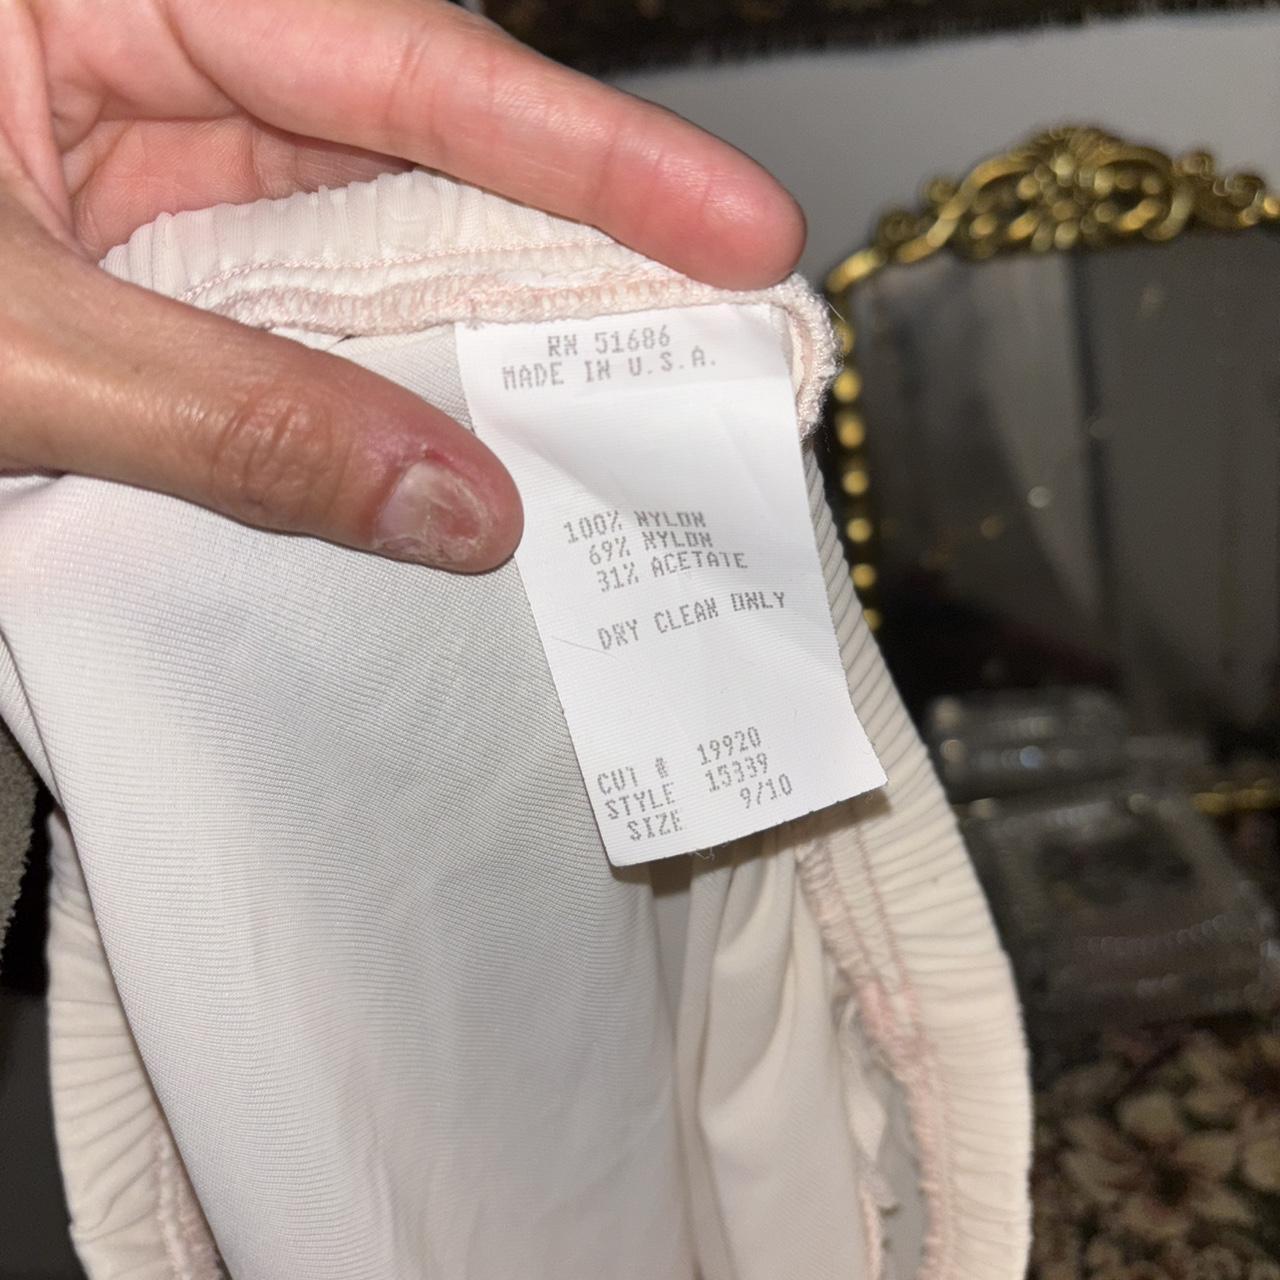 RN 51686
MADE IN U.S.A.
100% NYLON
69% NYLON
31% ACETATE
DRY CLEAN ONLY
CUT # 19920
STYLE 15339
SIZE 9/10